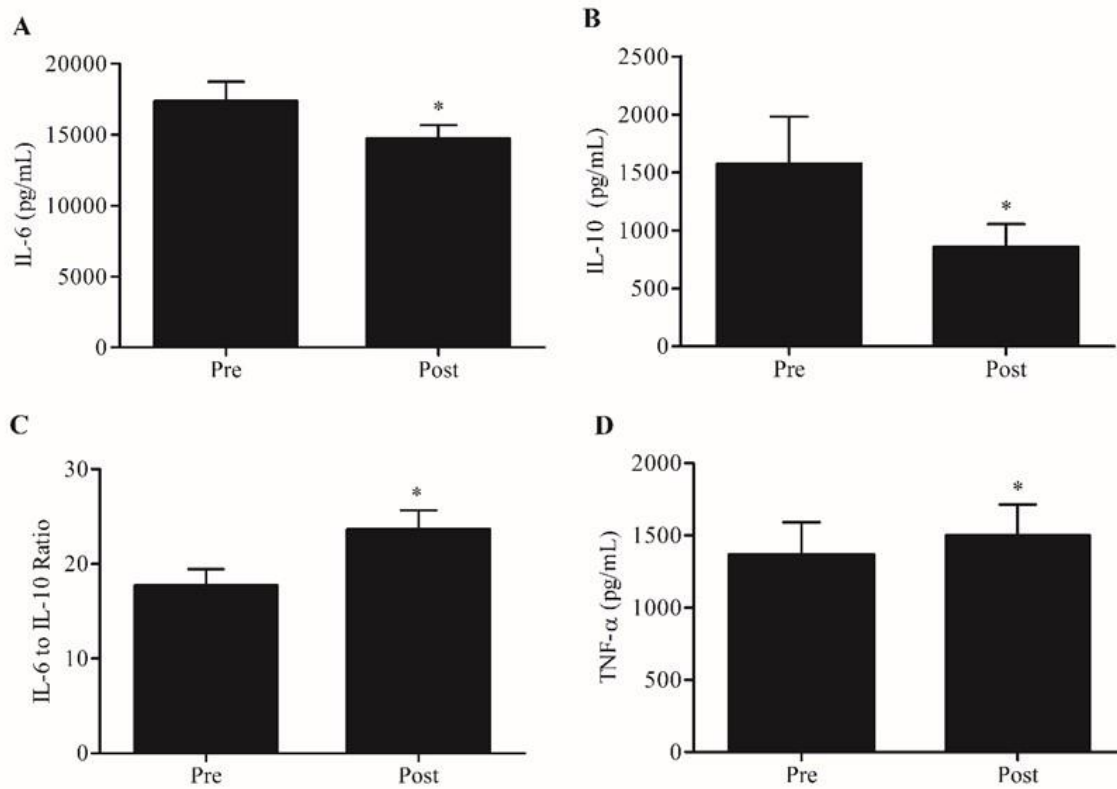 A
IL-6 (pg/mL)
20000
15000
10000
5000
0
*
Pre Post
B
IL-10 (pg/mL)
2500
2000
1500
1000
500
0
*
Pre Post
C
IL-6 to IL-10 Ratio
30
20
10
0
*
Pre Post
D
TNF-α (pg/mL)
2000
1500
1000
500
0
*
Pre Post